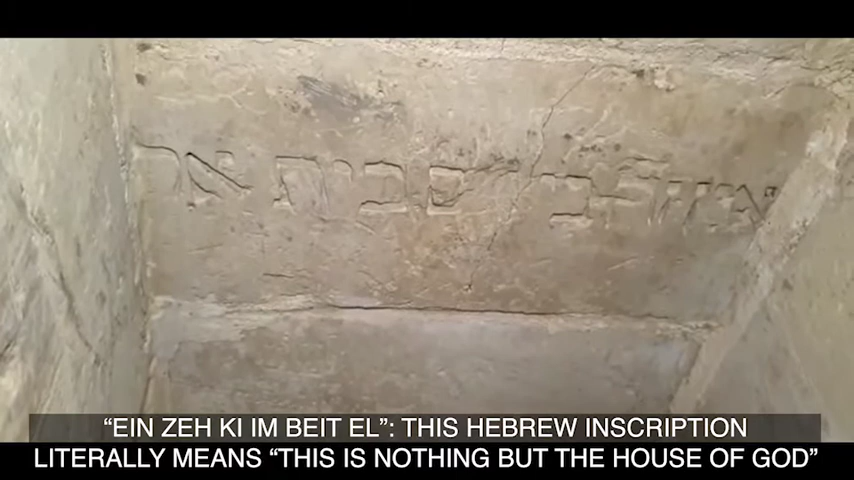 אין זה כי אם בית אל
“EIN ZEH KI IM BEIT EL”: THIS HEBREW INSCRIPTION
LITERALLY MEANS “THIS IS NOTHING BUT THE HOUSE OF GOD”